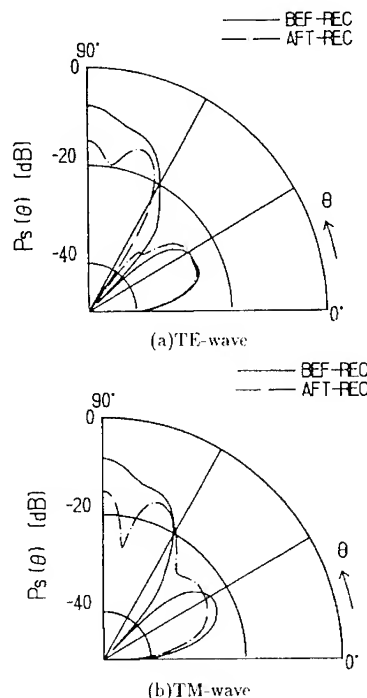 BEF-REC
AFT-REC
90°
0
-20
-40
Ps(θ) [dB]
θ
0°
(a)TE-wave
BEF-REC
AFT-REC
90°
0
-20
-40
Ps(θ) [dB]
θ
0°
(b)TM-wave